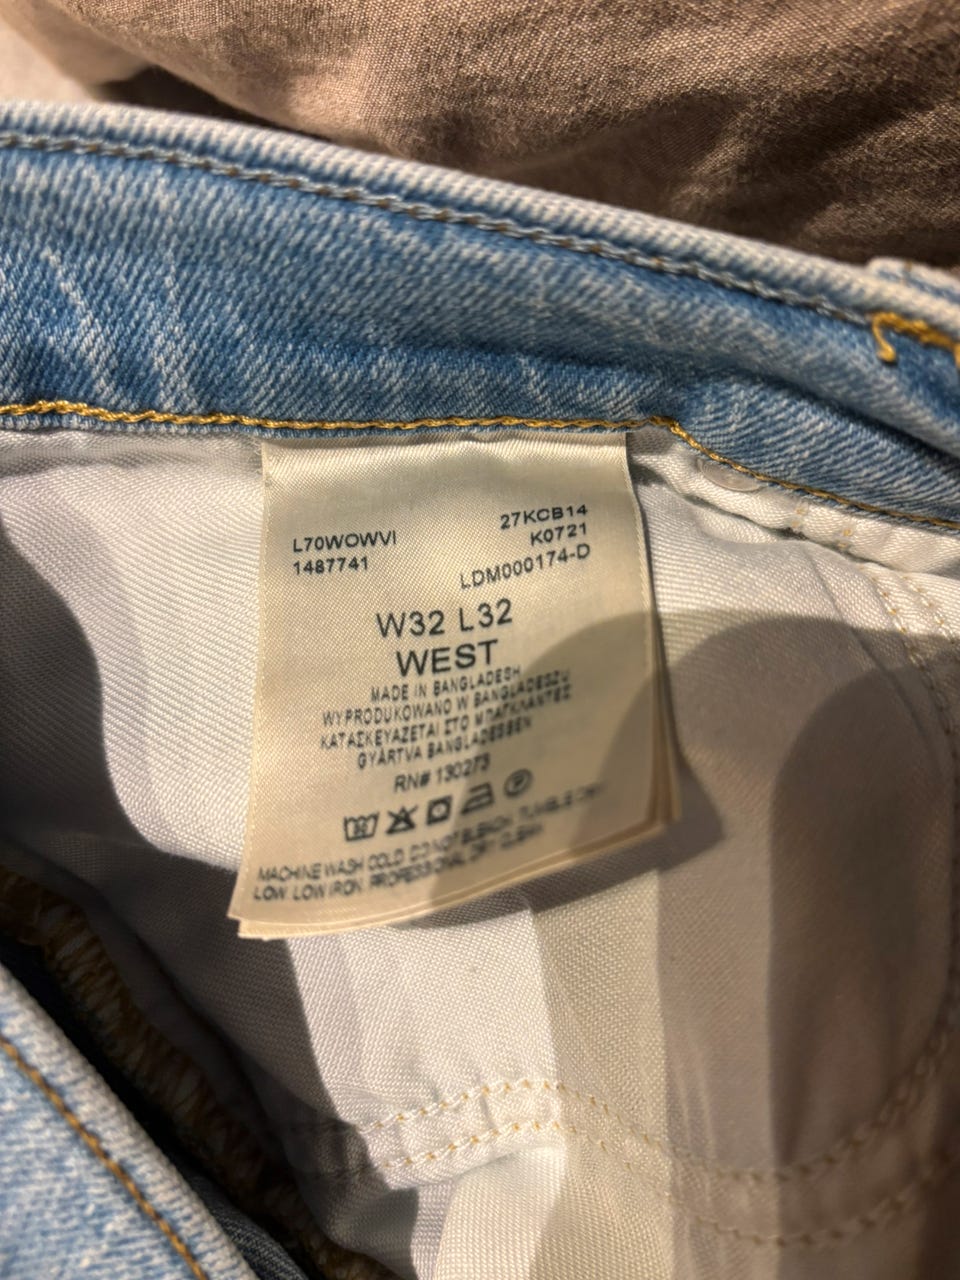 27KCB14
L70WOWVI K0721
1487741 LDM000174-D
W32 L32
WEST
MADE IN BANGLADESH
WYPRODUKOWANO W BANGLADESZU
ΚΑΤΑΣΚΕΥΑΖΕΤΑΙ ΣΤΟ ΜΠΑΓΚΛΑΝΤΕΣ
GYÁRTVA BANGLADESBEN
RN# 130273
MACHINE WASH COLD DO NOT BLEACH TUMBLE DRY
LOW LOW IRON PROFESSIONAL DRY CLEAN